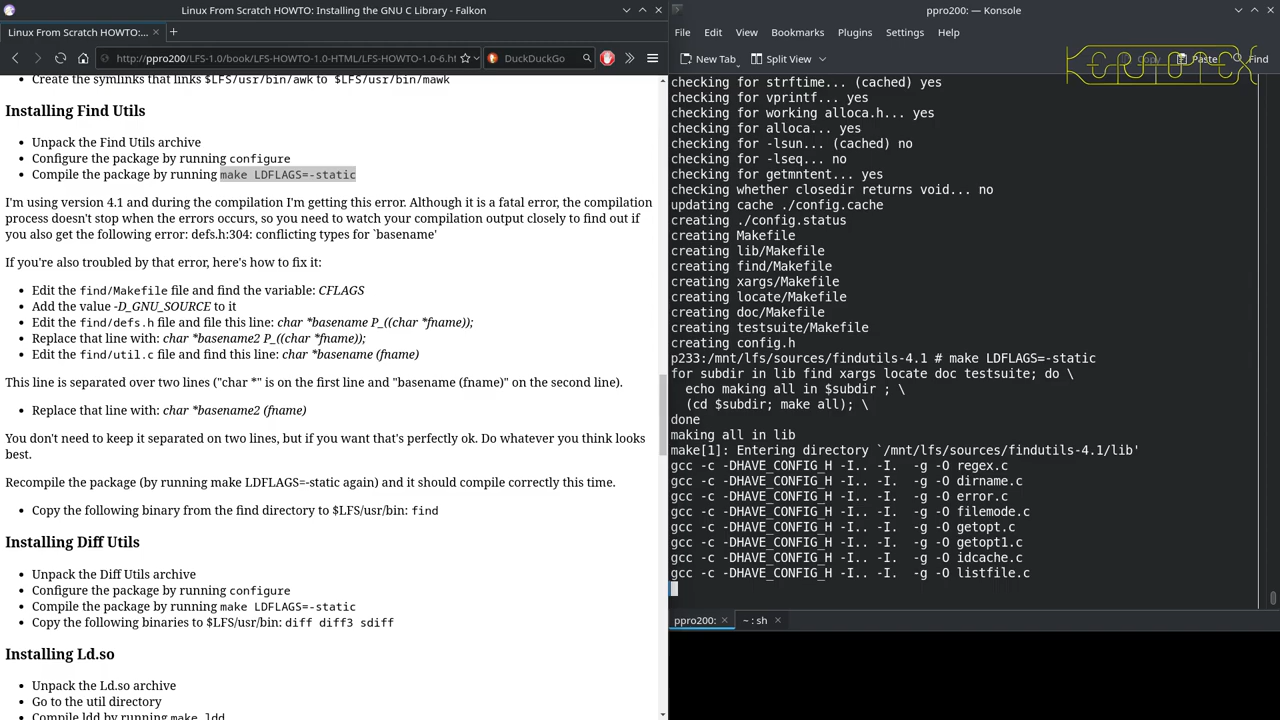 Linux From Scratch HOWTO: Installing the GNU C Library - Falkon
Linux From Scratch HOWTO:...
http://ppro200/LFS-1.0/book/LFS-HOWTO-1.0-HTML/LFS-HOWTO-1.0-6.ht
DuckDuckGo
Create the symlinks that links $LFS/usr/bin/awk to $LFS/usr/bin/mawk
Installing Find Utils
Unpack the Find Utils archive
Configure the package by running configure
Compile the package by running make LDFLAGS=-static
I'm using version 4.1 and during the compilation I'm getting this error. Although it is a fatal error, the compilation
process doesn't stop when the errors occurs, so you need to watch your compilation output closely to find out if
you also get the following error: defs.h:304: conflicting types for `basename'
If you're also troubled by that error, here's how to fix it:
Edit the find/Makefile file and find the variable: CFLAGS
Add the value -D_GNU_SOURCE to it
Edit the find/defs.h file and file this line: char *basename P_((char *fname));
Replace that line with: char *basename2 P_((char *fname));
Edit the find/util.c file and find this line: char *basename (fname)
This line is separated over two lines ("char *" is on the first line and "basename (fname)" on the second line).
Replace that line with: char *basename2 (fname)
You don't need to keep it separated on two lines, but if you want that's perfectly ok. Do whatever you think looks
best.
Recompile the package (by running make LDFLAGS=-static again) and it should compile correctly this time.
Copy the following binary from the find directory to $LFS/usr/bin: find
Installing Diff Utils
Unpack the Diff Utils archive
Configure the package by running configure
Compile the package by running make LDFLAGS=-static
Copy the following binaries to $LFS/usr/bin: diff diff3 sdiff
Installing Ld.so
Unpack the Ld.so archive
Go to the util directory
Compile ldd by running make ldd
ppro200: — Konsole
File Edit View Bookmarks Plugins Settings Help
New Tab Split View Copy Paste Find
checking for strftime... (cached) yes
checking for vprintf... yes
checking for working alloca.h... yes
checking for alloca... yes
checking for -lsun... (cached) no
checking for -lseq... no
checking for getmntent... yes
checking whether closedir returns void... no
updating cache ./config.cache
creating ./config.status
creating Makefile
creating lib/Makefile
creating find/Makefile
creating xargs/Makefile
creating locate/Makefile
creating doc/Makefile
creating testsuite/Makefile
creating config.h
p233:/mnt/lfs/sources/findutils-4.1 # make LDFLAGS=-static
for subdir in lib find xargs locate doc testsuite; do \
echo making all in $subdir ; \
(cd $subdir; make all); \
done
making all in lib
make[1]: Entering directory `/mnt/lfs/sources/findutils-4.1/lib'
gcc -c -DHAVE_CONFIG_H -I.. -I. -g -O regex.c
gcc -c -DHAVE_CONFIG_H -I.. -I. -g -O dirname.c
gcc -c -DHAVE_CONFIG_H -I.. -I. -g -O error.c
gcc -c -DHAVE_CONFIG_H -I.. -I. -g -O filemode.c
gcc -c -DHAVE_CONFIG_H -I.. -I. -g -O getopt.c
gcc -c -DHAVE_CONFIG_H -I.. -I. -g -O getopt1.c
gcc -c -DHAVE_CONFIG_H -I.. -I. -g -O idcache.c
gcc -c -DHAVE_CONFIG_H -I.. -I. -g -O listfile.c
ppro200:
~ : sh